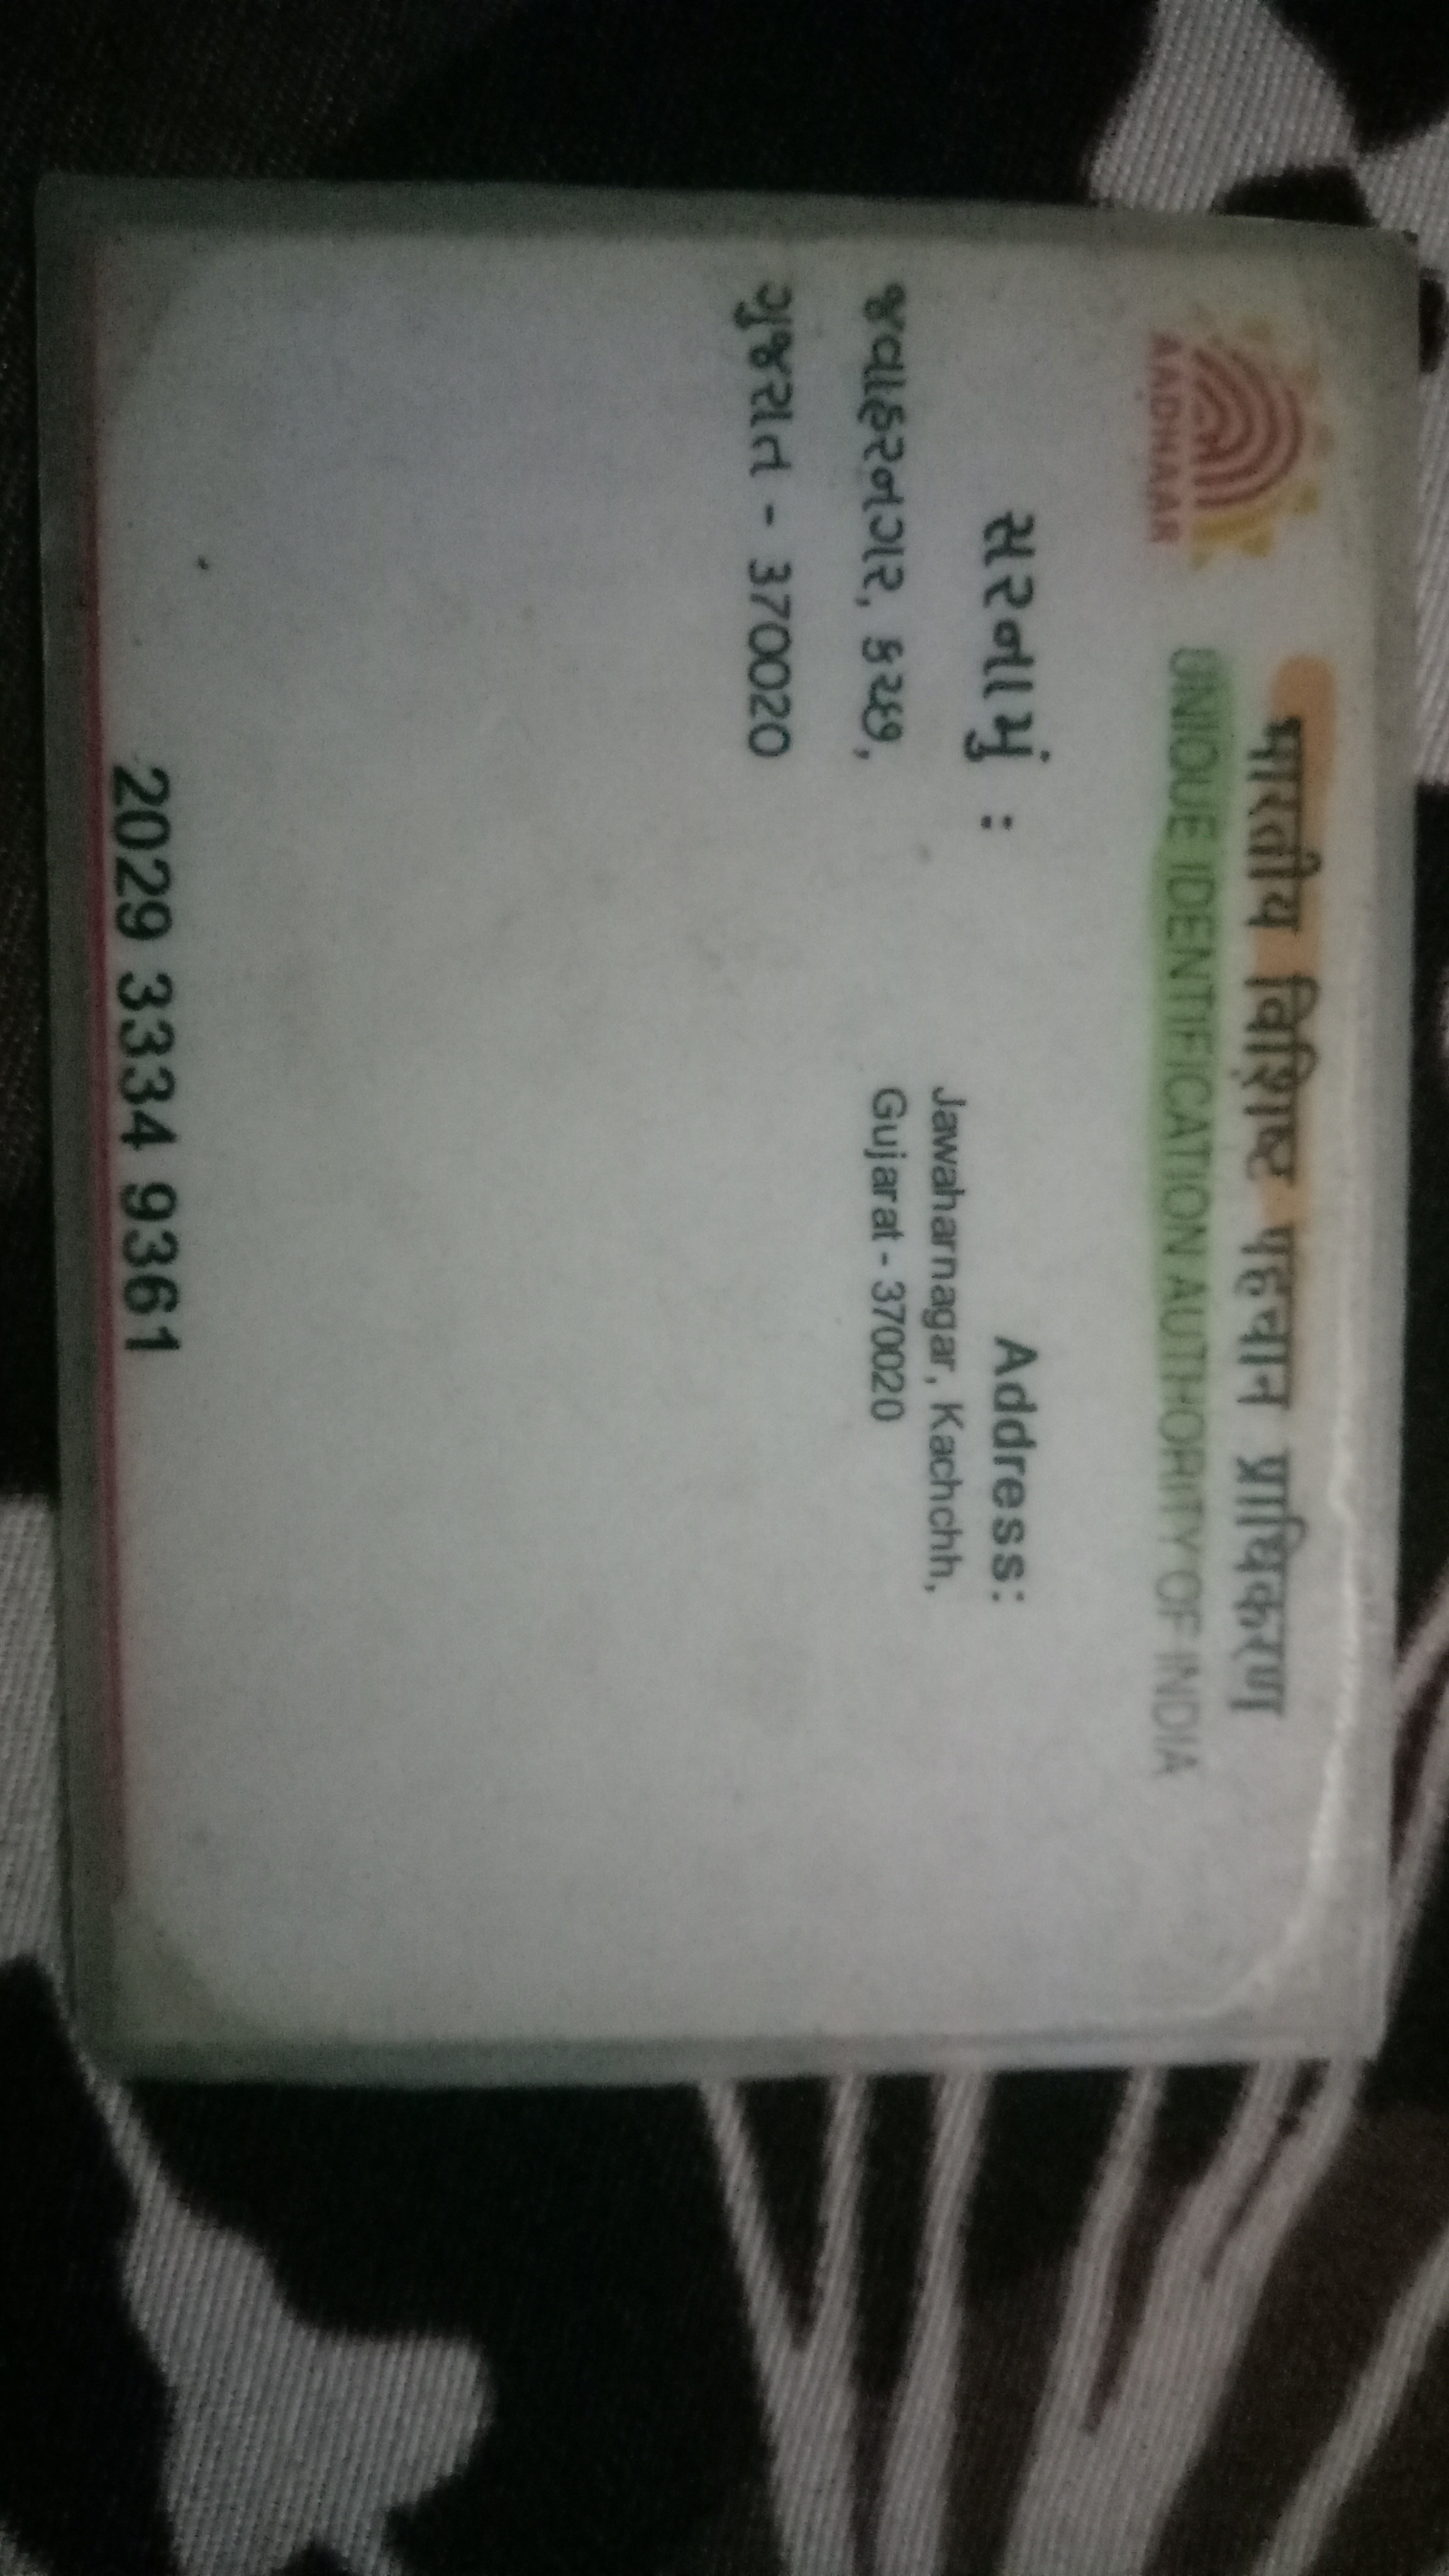 भारतीय विशिष्ट पहचान प्राधिकरण
UNIQUE IDENTIFICATION AUTHORITY OF INDIA
AADHAAR
સરનામું :
જવાહરનગર, કચ્છ,
ગુજરાત - 370020
Address:
Jawaharnagar, Kachchh,
Gujarat - 370020
2029 3334 9361